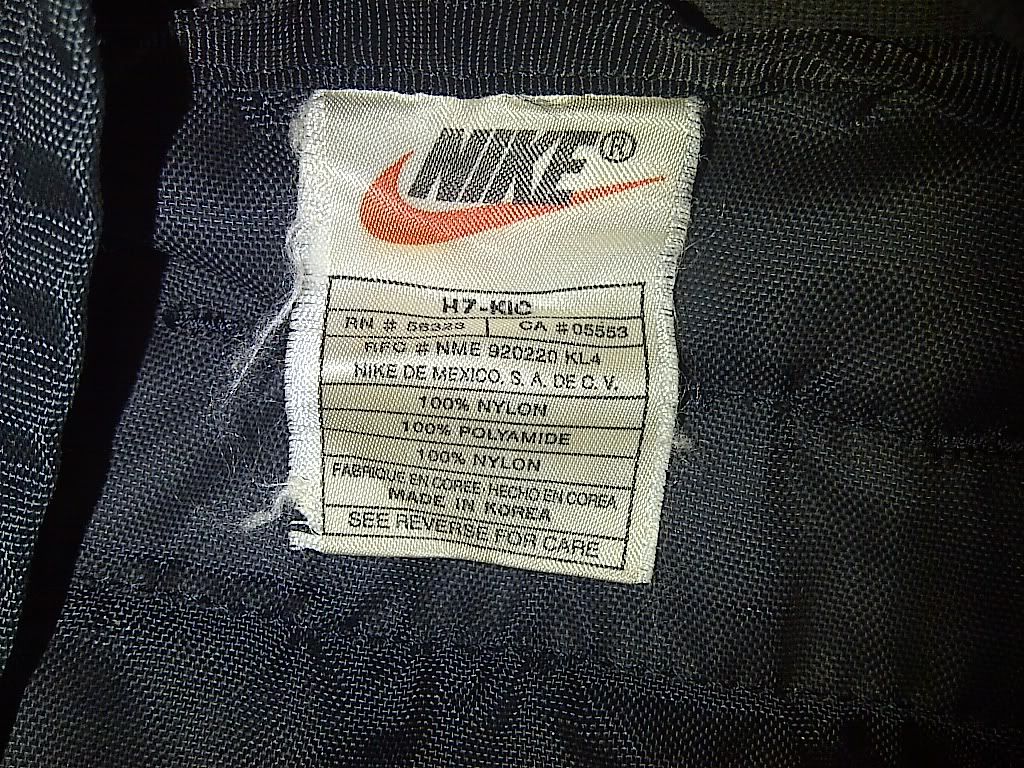 NIKE®
H7-KIC
RN # 56323 CA # 05553
RFC # NME 920220 KL4
NIKE DE MEXICO, S. A. DE C. V.
100% NYLON
100% POLYAMIDE
100% NYLON
FABRIQUE EN COREE HECHO EN COREA
MADE IN KOREA
SEE REVERSE FOR CARE